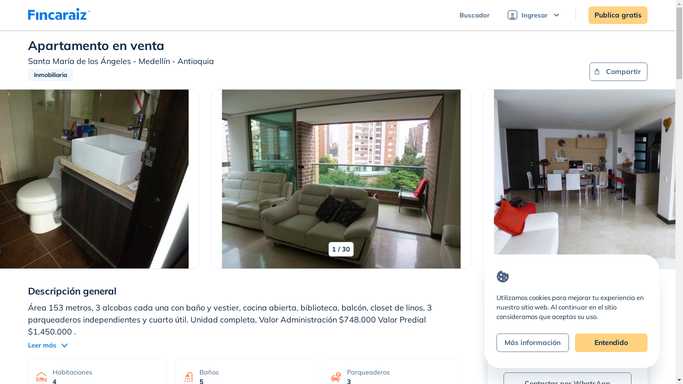 Fincaraiz
Buscador
Ingresar
Publica gratis
Apartamento en venta
Santa María de los Ángeles - Medellín - Antioquia
Inmobiliaria
Compartir
1 / 30
Descripción general
Área 153 metros, 3 alcobas cada una con baño y vestier, cocina abierta, biblioteca, balcón, closet de linos, 3
parqueaderos independientes y cuarto útil. Unidad completa. Valor Administración $748.000 Valor Predial
$1.450.000 .
Leer más
Habitaciones
4
Baños
5
Parqueaderos
3
Utilizamos cookies para mejorar tu experiencia en
nuestro sitio web. Al continuar en el sitio
consideramos que aceptas su uso.
Más información
Entendido
Contactar por WhatsApp